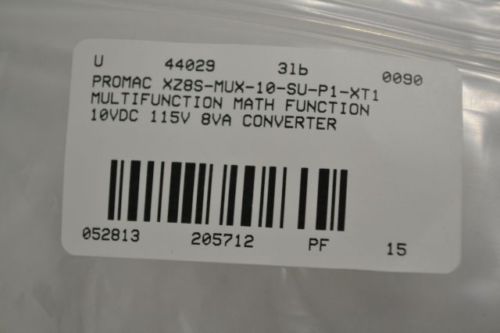 U 44029 3lb 0090
PROMAC XZ8S-MUX-10-SU-P1-XT1
MULTIFUNCTION MATH FUNCTION
10VDC 115V 8VA CONVERTER
052813 205712 PF 15